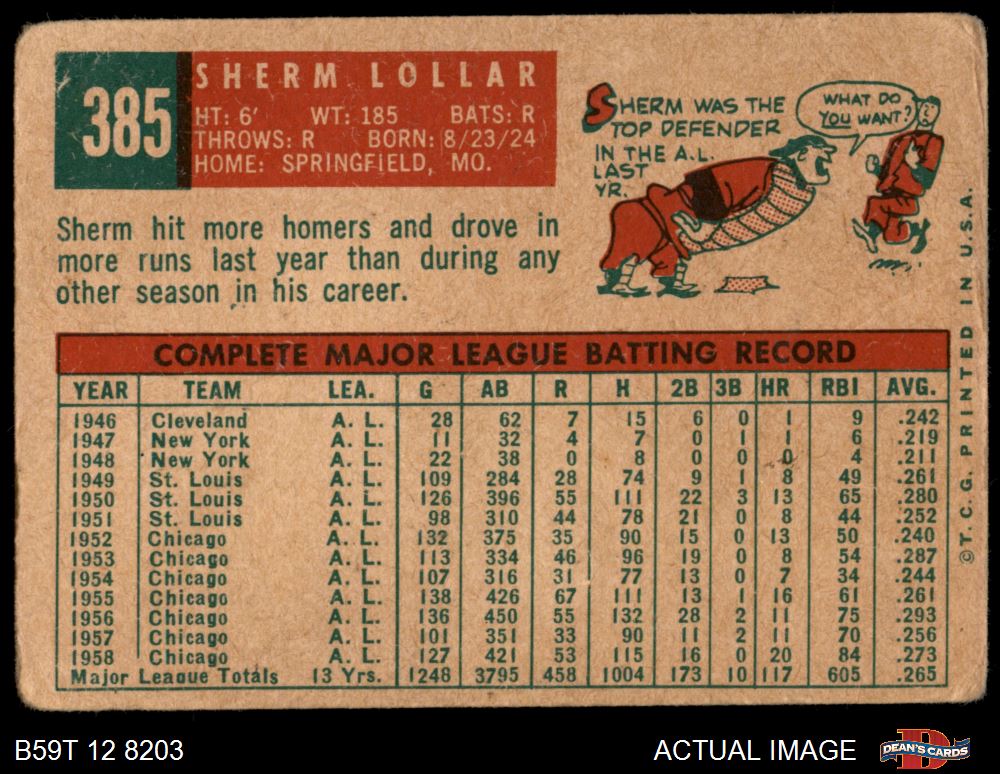 385
SHERM LOLLAR
HT: 6' WT: 185 BATS: R
THROWS: R BORN: 8/23/24
HOME: SPRINGFIELD, MO.
SHERM WAS THE
TOP DEFENDER
IN THE A.L.
LAST
YR.
WHAT DO
YOU WANT?
Sherm hit more homers and drove in
more runs last year than during any
other season in his career.
COMPLETE MAJOR LEAGUE BATTING RECORD
YEAR TEAM LEA. G AB R H 2B 3B HR RBI AVG.
1946 Cleveland A. L. 28 62 7 15 6 0 1 9 .242
1947 New York A. L. 11 32 4 7 0 1 1 6 .219
1948 New York A. L. 22 38 0 8 0 0 0 4 .211
1949 St. Louis A. L. 109 284 28 74 9 1 8 49 .261
1950 St. Louis A. L. 126 396 55 111 22 3 13 65 .280
1951 St. Louis A. L. 98 310 44 78 21 0 8 44 .252
1952 Chicago A. L. 132 375 35 90 15 0 13 50 .240
1953 Chicago A. L. 113 334 46 96 19 0 8 54 .287
1954 Chicago A. L. 107 316 31 77 13 0 7 34 .244
1955 Chicago A. L. 138 426 67 111 13 1 16 61 .261
1956 Chicago A. L. 136 450 55 132 28 2 11 75 .293
1957 Chicago A. L. 101 351 33 90 11 2 11 70 .256
1958 Chicago A. L. 127 421 53 115 16 0 20 84 .273
Major League Totals 13 Yrs. 1248 3795 458 1004 173 10 117 605 .265
©T. C. G. PRINTED IN U.S.A.
B59T 12 8203
ACTUAL IMAGE
DEAN'S CARDS